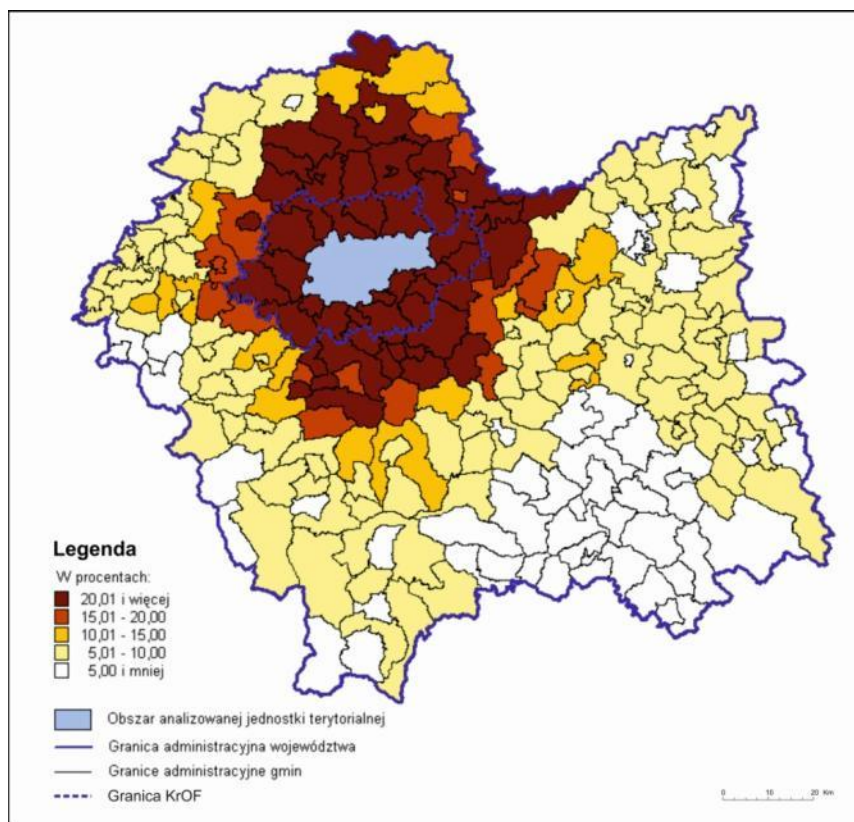 Legenda
W procentach:
20,01 i więcej
15,01 - 20,00
10,01 - 15,00
5,01 - 10,00
5,00 i mniej
Obszar analizowanej jednostki terytorialnej
Granica administracyjna województwa
Granice administracyjne gmin
Granica KrOF
0 10 20 Km